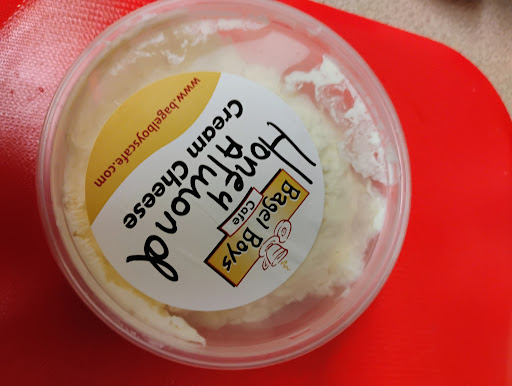 Bagel Boys
Cafe
Honey
Almond
Cream Cheese
www.bagelboyscafe.com